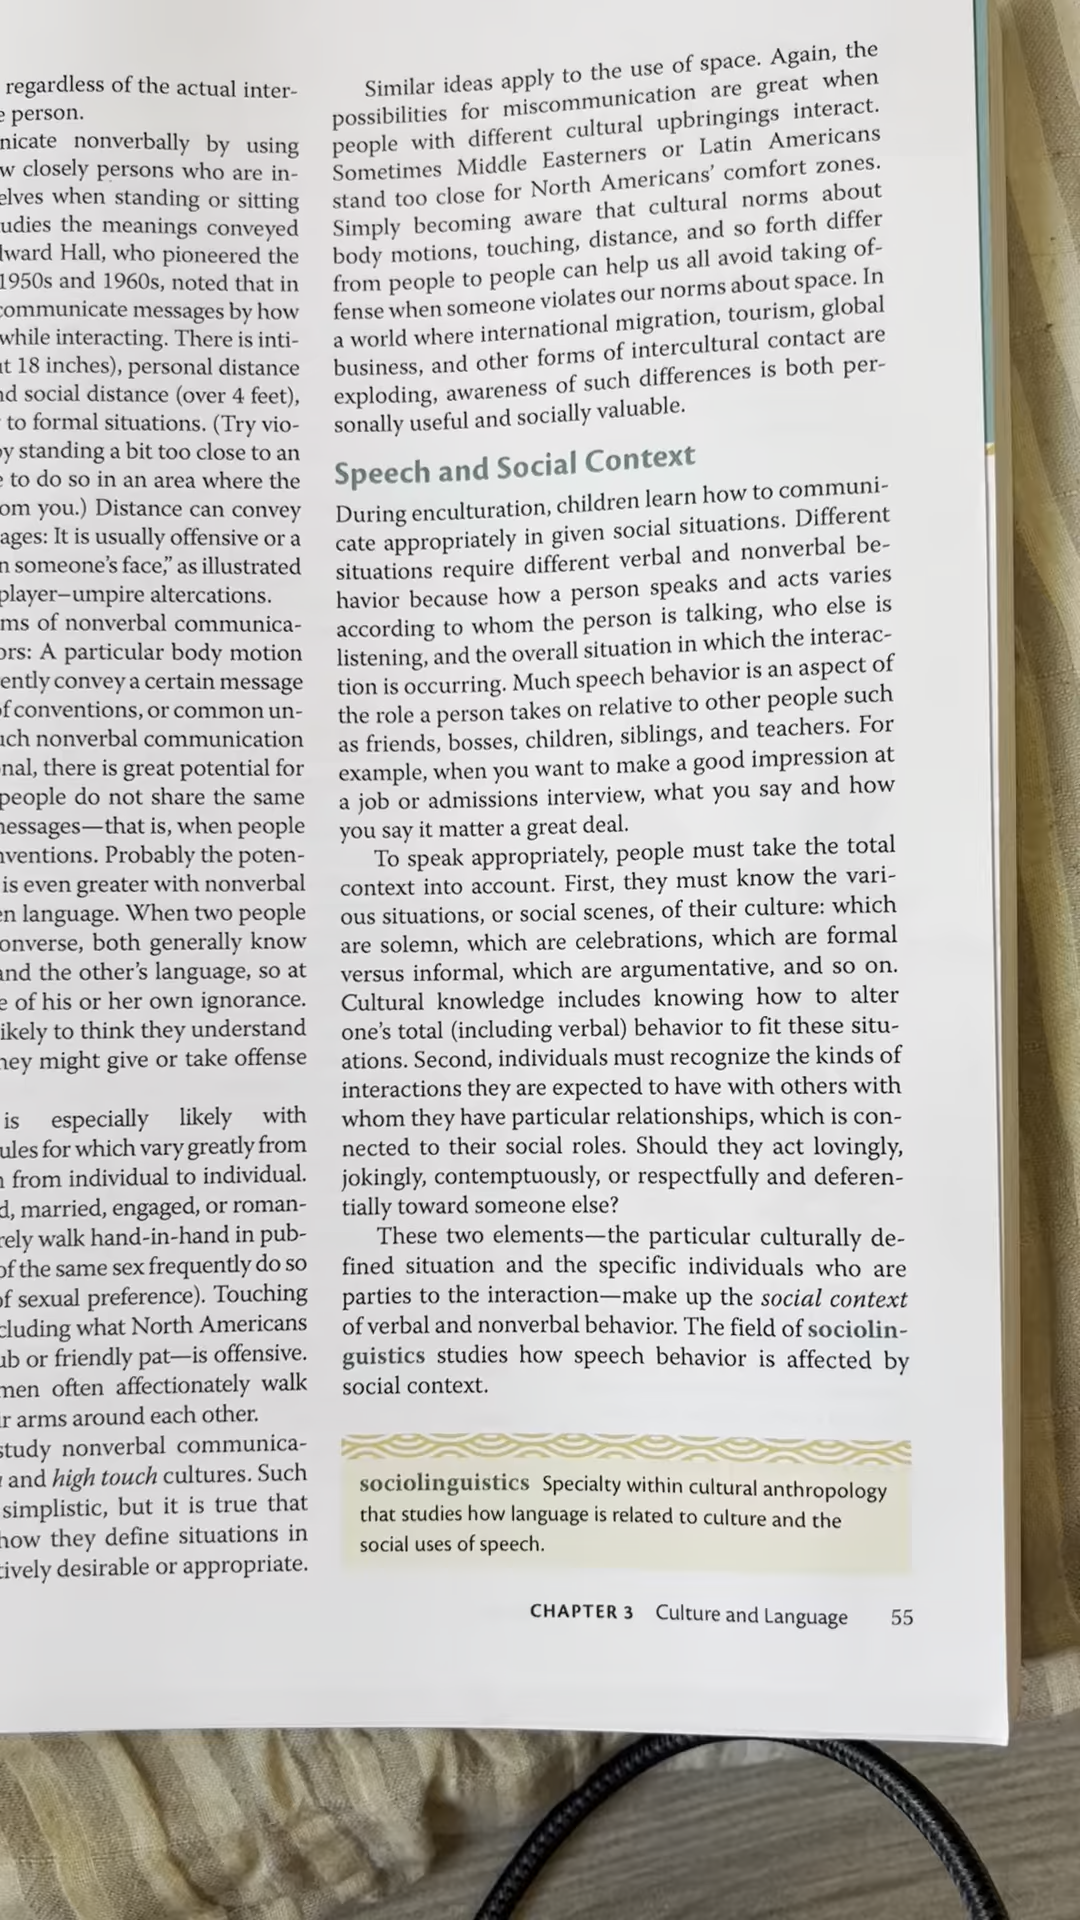 regardless of the actual inter-
person.
nicate nonverbally by using
w closely persons who are in-
elves when standing or sitting
udies the meanings conveyed
lward Hall, who pioneered the
1950s and 1960s, noted that in
communicate messages by how
while interacting. There is inti-
t 18 inches), personal distance
nd social distance (over 4 feet),
to formal situations. (Try vio-
y standing a bit too close to an
e to do so in an area where the
om you.) Distance can convey
ages: It is usually offensive or a
n someone's face," as illustrated
player–umpire altercations.
ms of nonverbal communica-
ors: A particular body motion
ently convey a certain message
of conventions, or common un-
uch nonverbal communication
nal, there is great potential for
people do not share the same
nessages—that is, when people
nventions. Probably the poten-
is even greater with nonverbal
en language. When two people
onverse, both generally know
and the other's language, so at
e of his or her own ignorance.
ikely to think they understand
hey might give or take offense
is especially likely with
ules for which vary greatly from
from individual to individual.
d, married, engaged, or roman-
rely walk hand-in-hand in pub-
of the same sex frequently do so
of sexual preference). Touching
cluding what North Americans
ub or friendly pat—is offensive.
men often affectionately walk
r arms around each other.
study nonverbal communica-
and high touch cultures. Such
simplistic, but it is true that
how they define situations in
tively desirable or appropriate.
Similar ideas apply to the use of space. Again, the
possibilities for miscommunication are great when
people with different cultural upbringings interact.
Sometimes Middle Easterners or Latin Americans
stand too close for North Americans' comfort zones.
Simply becoming aware that cultural norms about
body motions, touching, distance, and so forth differ
from people to people can help us all avoid taking of-
fense when someone violates our norms about space. In
a world where international migration, tourism, global
business, and other forms of intercultural contact are
exploding, awareness of such differences is both per-
sonally useful and socially valuable.
Speech and Social Context
During enculturation, children learn how to communi-
cate appropriately in given social situations. Different
situations require different verbal and nonverbal be-
havior because how a person speaks and acts varies
according to whom the person is talking, who else is
listening, and the overall situation in which the interac-
tion is occurring. Much speech behavior is an aspect of
the role a person takes on relative to other people such
as friends, bosses, children, siblings, and teachers. For
example, when you want to make a good impression at
a job or admissions interview, what you say and how
you say it matter a great deal.
To speak appropriately, people must take the total
context into account. First, they must know the vari-
ous situations, or social scenes, of their culture: which
are solemn, which are celebrations, which are formal
versus informal, which are argumentative, and so on.
Cultural knowledge includes knowing how to alter
one's total (including verbal) behavior to fit these situ-
ations. Second, individuals must recognize the kinds of
interactions they are expected to have with others with
whom they have particular relationships, which is con-
nected to their social roles. Should they act lovingly,
jokingly, contemptuously, or respectfully and deferen-
tially toward someone else?
These two elements—the particular culturally de-
fined situation and the specific individuals who are
parties to the interaction—make up the social context
of verbal and nonverbal behavior. The field of sociolin-
guistics studies how speech behavior is affected by
social context.
sociolinguistics Specialty within cultural anthropology
that studies how language is related to culture and the
social uses of speech.
CHAPTER 3 Culture and Language 55